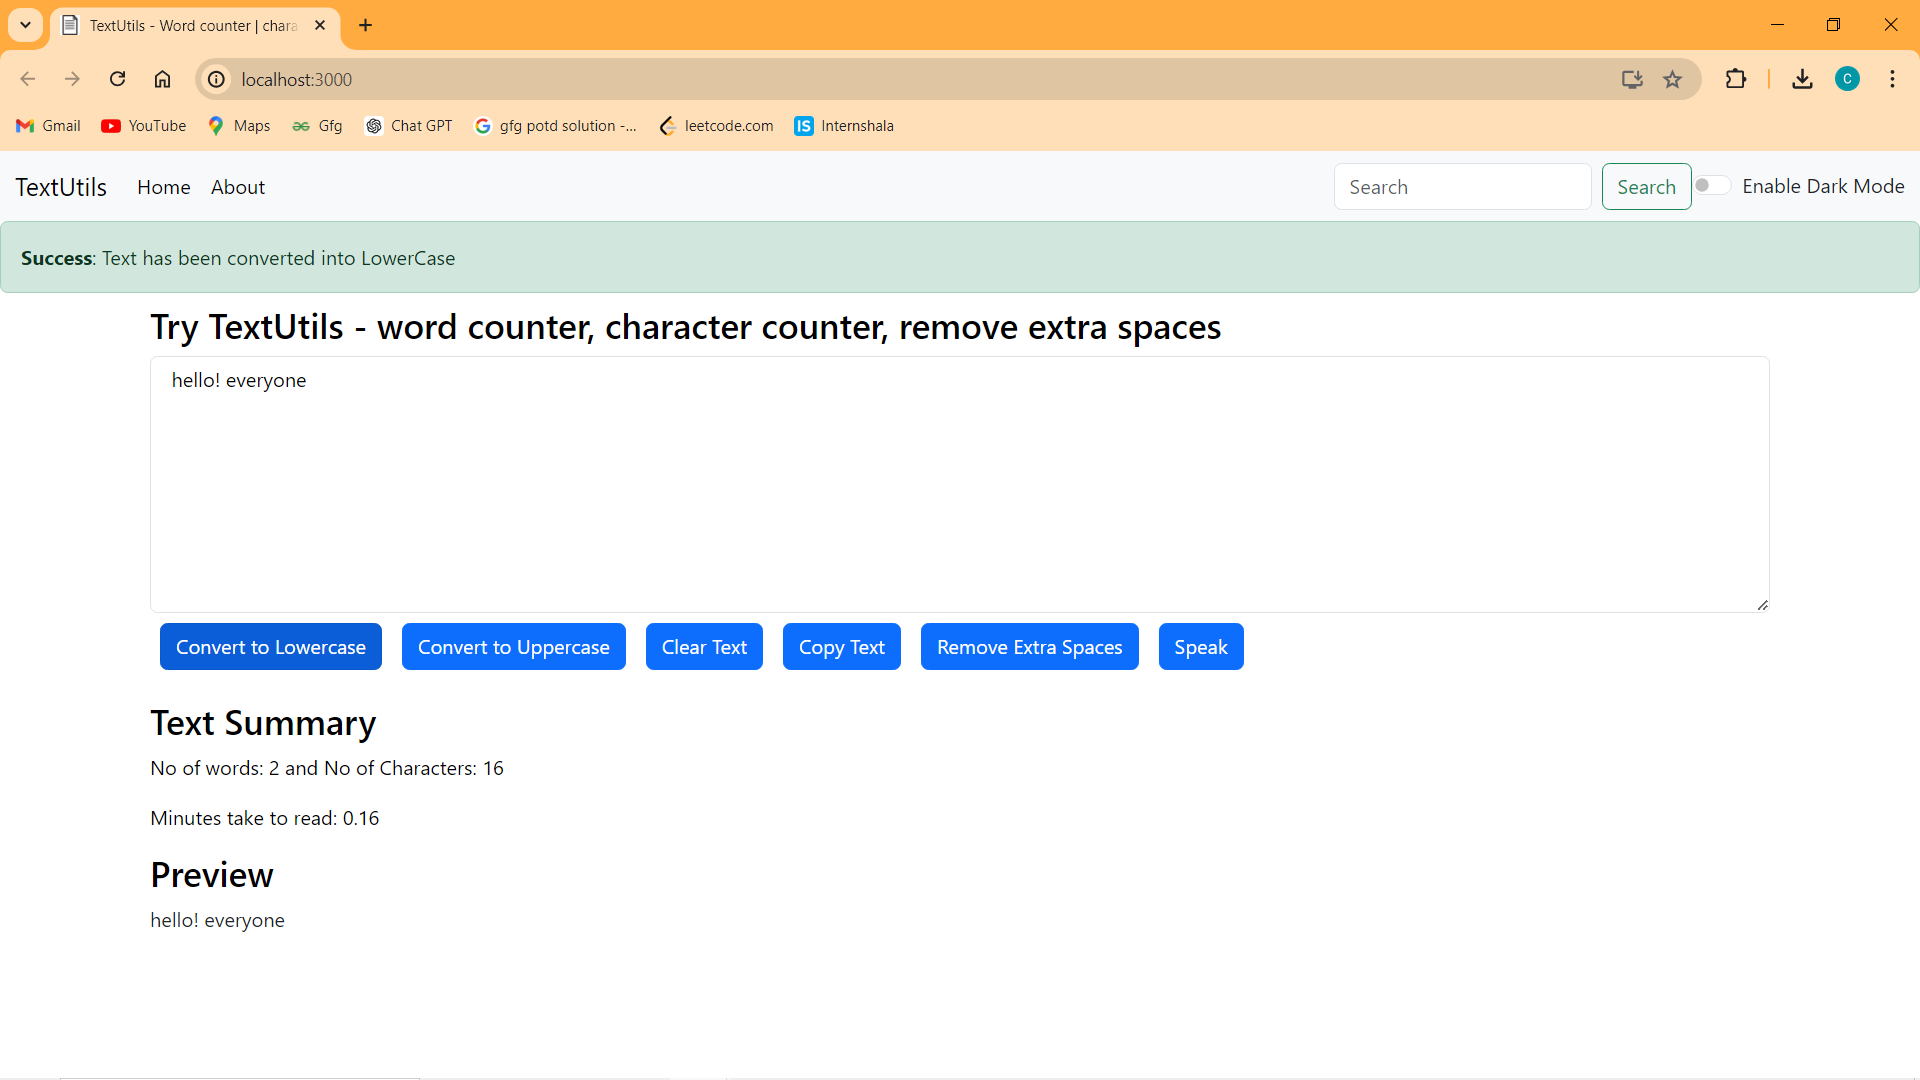 TextUtils - Word counter | chara
localhost:3000
C
Gmail YouTube Maps Gfg Chat GPT gfg potd solution -... leetcode.com IS Internshala
TextUtils Home About Search Search Enable Dark Mode
Success: Text has been converted into LowerCase
Try TextUtils - word counter, character counter, remove extra spaces
hello! everyone
Convert to Lowercase Convert to Uppercase Clear Text Copy Text Remove Extra Spaces Speak
Text Summary
No of words: 2 and No of Characters: 16
Minutes take to read: 0.16
Preview
hello! everyone